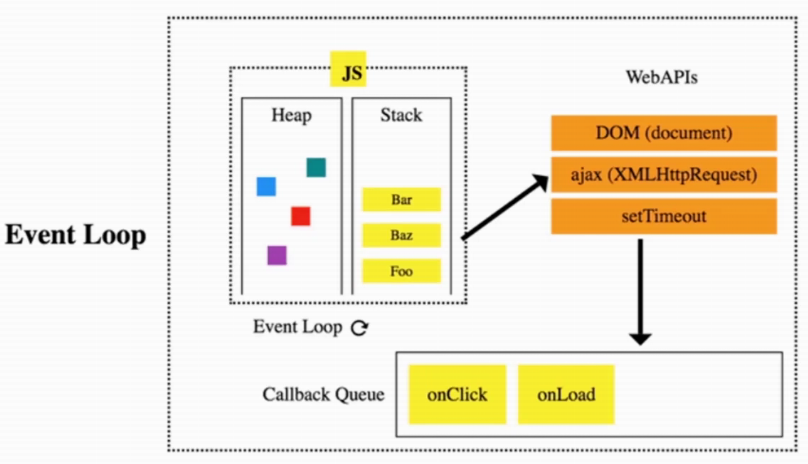 Event Loop
JS
Heap
Stack
Bar
Baz
Foo
Event Loop
WebAPIs
DOM (document)
ajax (XMLHttpRequest)
setTimeout
Callback Queue
onClick
onLoad